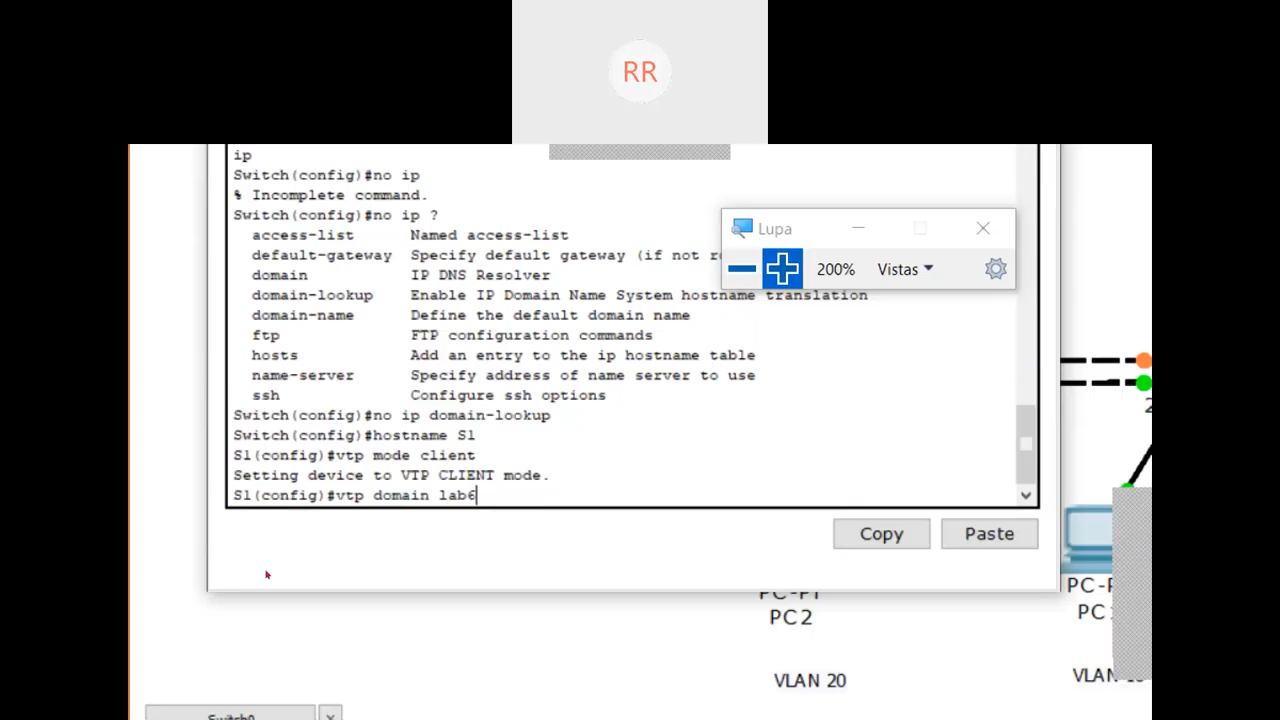 RR
ip
Switch(config)#no ip
% Incomplete command.
Switch(config)#no ip ?
access-list Named access-list
default-gateway Specify default gateway (if not
domain IP DNS Resolver
domain-lookup Enable IP Domain Name System hostname translation
domain-name Define the default domain name
ftp FTP configuration commands
hosts Add an entry to the ip hostname table
name-server Specify address of name server to use
ssh Configure ssh options
Switch(config)#no ip domain-lookup
Switch(config)#hostname S1
S1(config)#vtp mode client
Setting device to VTP CLIENT mode.
S1(config)#vtp domain lab6
Lupa
200% Vistas
Copy Paste
PC-PT
PC2
PC-P
PC
VLAN 20
VLAN
Switch0